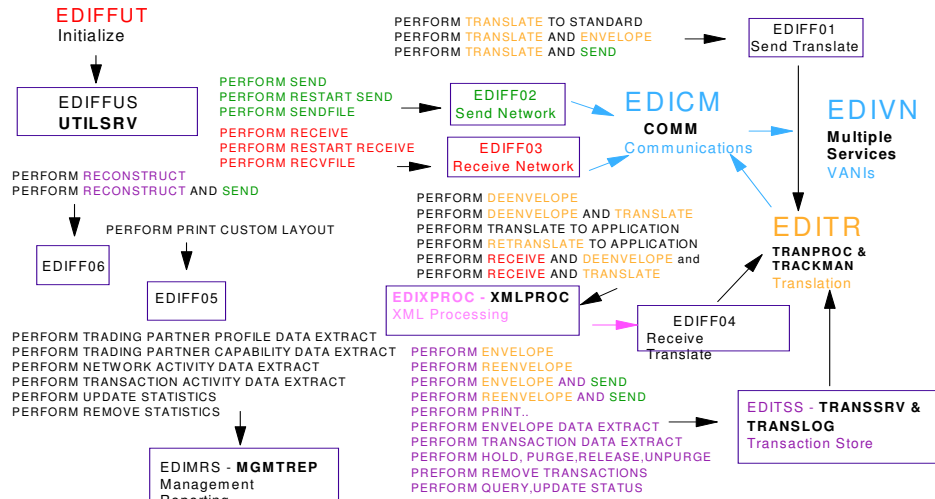 EDIFFUT
Initialize
EDIFFUS
UTILSRV
PERFORM TRANSLATE TO STANDARD
PERFORM TRANSLATE AND ENVELOPE
PERFORM TRANSLATE AND SEND
EDIFF01
Send Translate
PERFORM SEND
PERFORM RESTART SEND
PERFORM SENDFILE
PERFORM RECEIVE
PERFORM RESTART RECEIVE
PERFORM RECVFILE
EDIFF02
Send Network
EDIFF03
Receive Network
EDICM
COMM
Communications
EDIVN
Multiple
Services
VANIs
PERFORM RECONSTRUCT
PERFORM RECONSTRUCT AND SEND
EDIFF06
PERFORM PRINT CUSTOM LAYOUT
EDIFF05
PERFORM DEENVELOPE
PERFORM DEENVELOPE AND TRANSLATE
PERFORM TRANSLATE TO APPLICATION
PERFORM RETRANSLATE TO APPLICATION
PERFORM RECEIVE AND DEENVELOPE and
PERFORM RECEIVE AND TRANSLATE
EDITR
TRANPROC &
TRACKMAN
Translation
EDIXPROC - XMLPROC
XML Processing
EDIFF04
Receive
Translate
PERFORM TRADING PARTNER PROFILE DATA EXTRACT
PERFORM TRADING PARTNER CAPABILITY DATA EXTRACT
PERFORM NETWORK ACTIVITY DATA EXTRACT
PERFORM TRANSACTION ACTIVITY DATA EXTRACT
PERFORM UPDATE STATISTICS
PERFORM REMOVE STATISTICS
EDIMRS - MGMTREP
Management
Reporting
PERFORM ENVELOPE
PERFORM REENVELOPE
PERFORM ENVELOPE AND SEND
PERFORM REENVELOPE AND SEND
PERFORM PRINT..
PERFORM ENVELOPE DATA EXTRACT
PERFORM TRANSACTION DATA EXTRACT
PERFORM HOLD, PURGE,RELEASE,UNPURGE
PREFORM REMOVE TRANSACTIONS
PERFORM QUERY,UPDATE STATUS
EDITSS - TRANSSRV &
TRANSLOG
Transaction Store